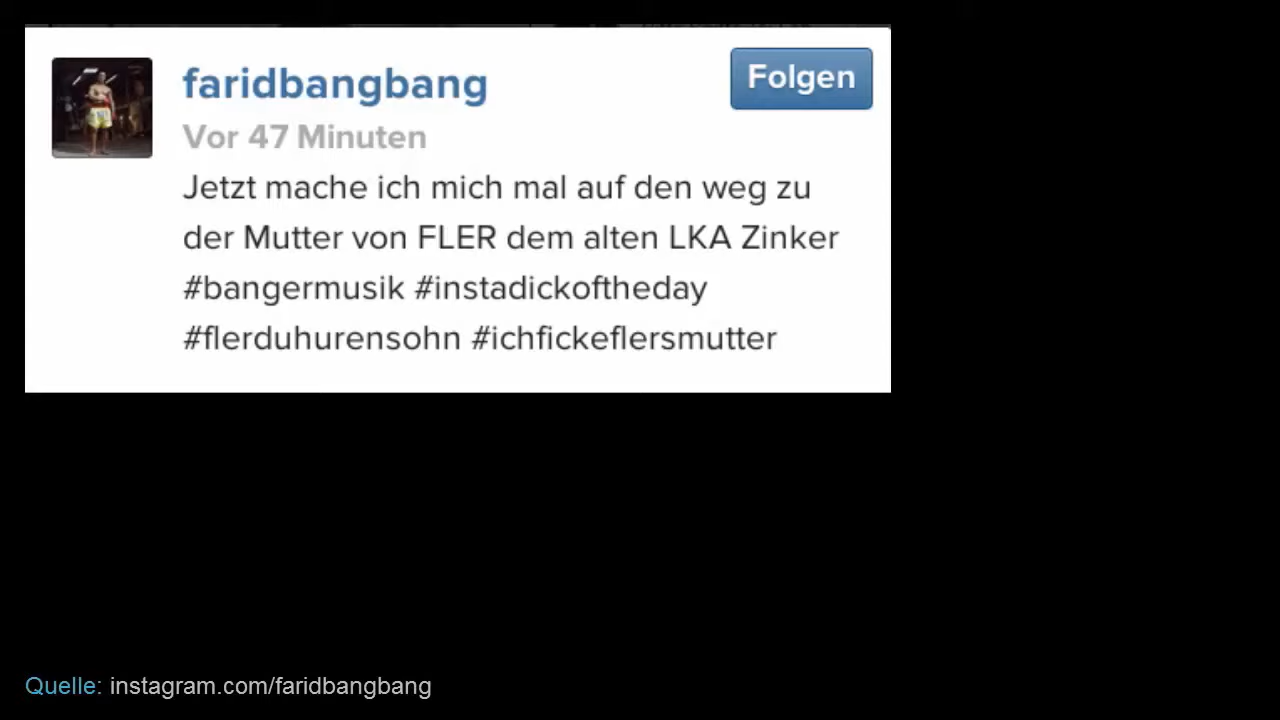 faridbangbang
Folgen
Vor 47 Minuten
Jetzt mache ich mich mal auf den weg zu
der Mutter von FLER dem alten LKA Zinker
#bangermusik #instadickoftheday
#flerduhurensohn #ichfickeflersmutter
Quelle: instagram.com/faridbangbang